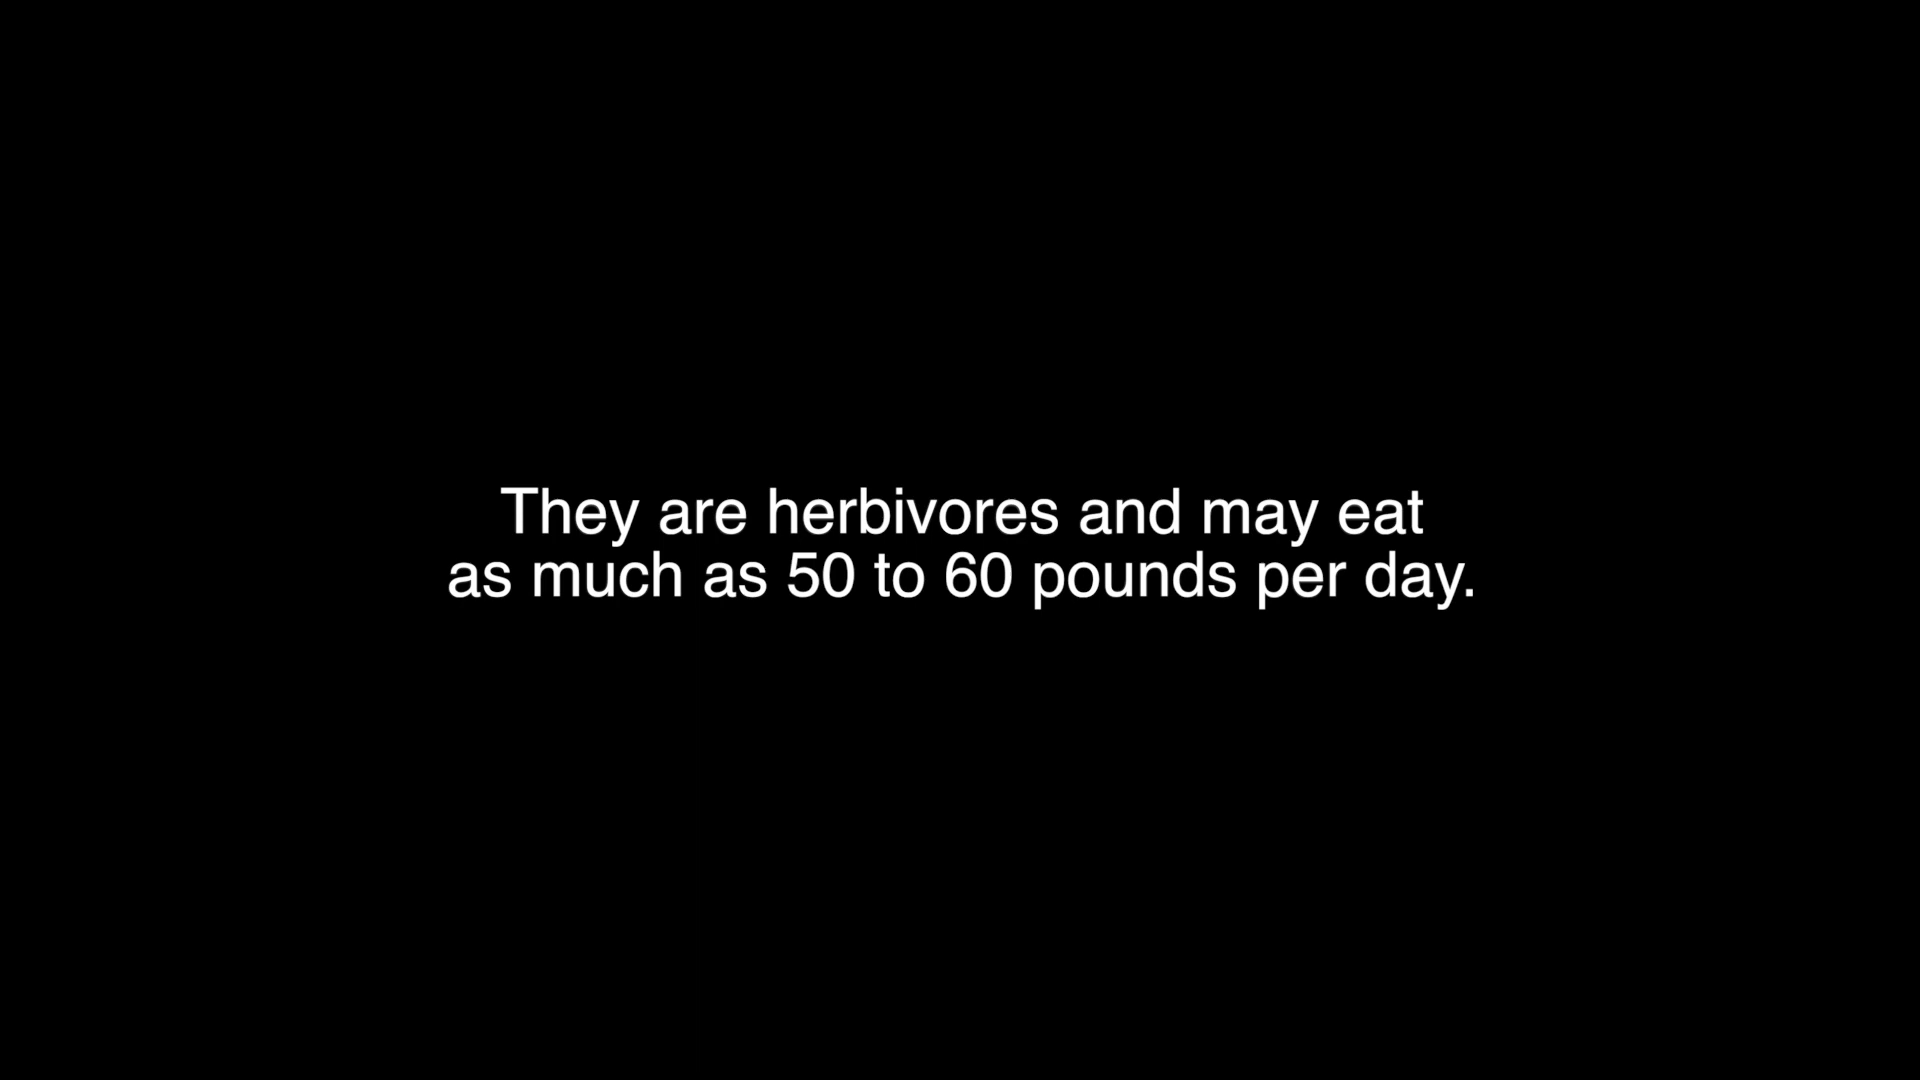 They are herbivores and may eat
as much as 50 to 60 pounds per day.